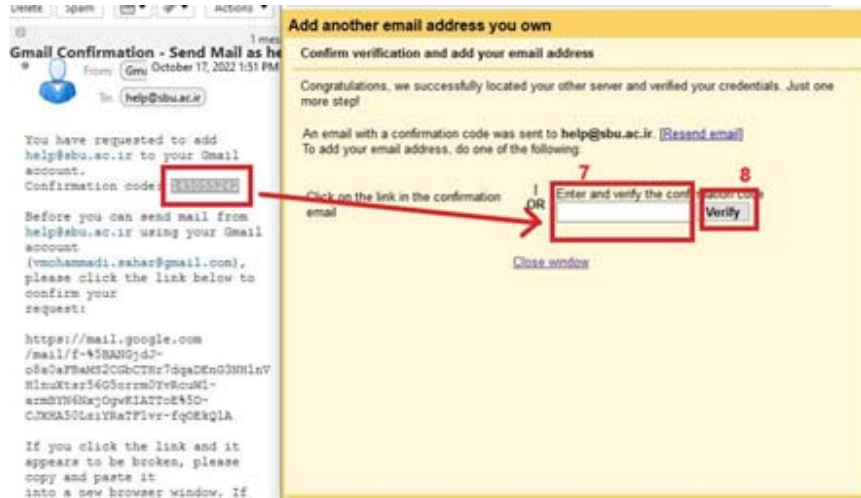 Delete Spam Actions
1 mes
Gmail Confirmation - Send Mail as he
From: Gma October 17, 2022 1:51 PM
To: help@sbu.ac.ir
You have requested to add
help@sbu.ac.ir to your Gmail
account.
Confirmation code:
Before you can send mail from
help@sbu.ac.ir using your Gmail
account
(vmohammadi.sahar@gmail.com),
please click the link below to
confirm your
request:
https://mail.google.com
If you click the link and it
appears to be broken, please
copy and paste it
into a new browser window. If
Add another email address you own
Confirm verification and add your email address
Congratulations, we successfully located your other server and verified your credentials. Just one
more step!
An email with a confirmation code was sent to help@sbu.ac.ir. [Resend email]
To add your email address, do one of the following:
7
8
Click on the link in the confirmation
email
OR
Enter and verify the confirmation code
Verify
Close window